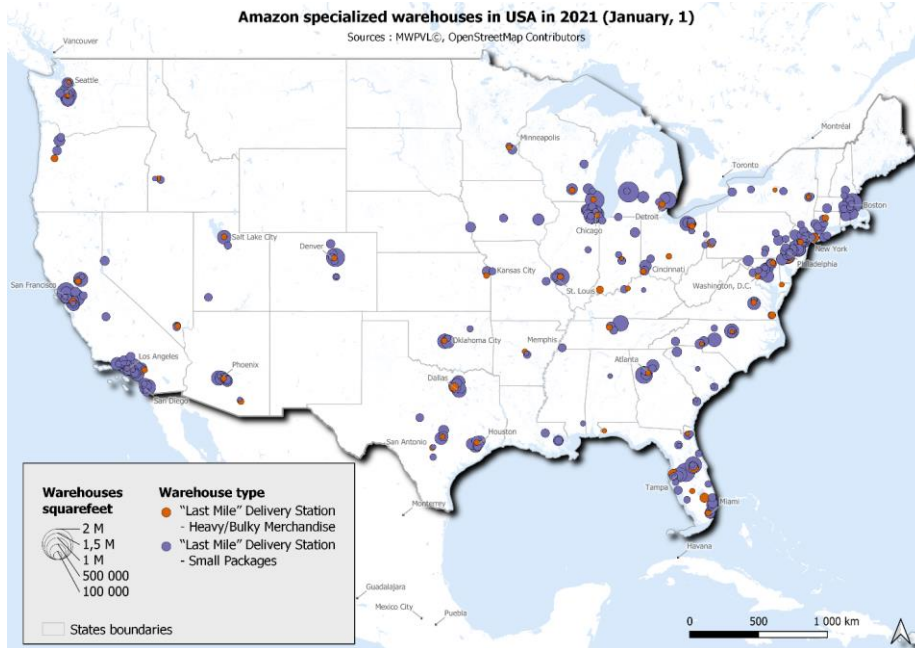 Amazon specialized warehouses in USA in 2021 (January, 1)
Sources : MWPVL©, OpenStreetMap Contributors
Vancouver
Seattle
Montréal
Minneapolis
Toronto
Boston
Detroit
Chicago
New York
Salt Lake City
Denver
Philadelphia
Kansas City
Cincinnati
San Francisco
St. Louis
Washington, D.C.
Oklahoma City
Memphis
Los Angeles
Phoenix
Atlanta
San Diego
Dallas
Houston
San Antonio
Tampa
Miami
Monterrey
Havana
Guadalajara
Mexico City
Puebla
Warehouses
squarefeet
2 M
1,5 M
1 M
500 000
100 000
Warehouse type
“Last Mile” Delivery Station
- Heavy/Bulky Merchandise
“Last Mile” Delivery Station
- Small Packages
States boundaries
0 500 1 000 km